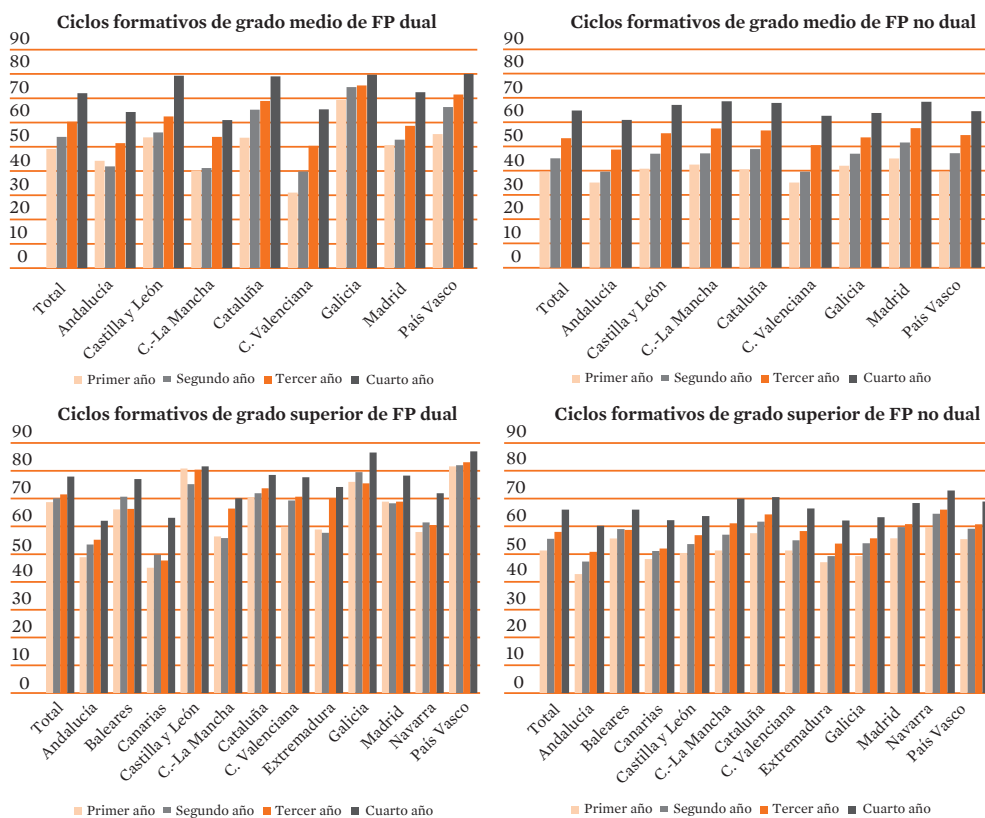 Ciclos formativos de grado medio de FP dual
90
80
70
60
50
40
30
20
10
0
Total
Andalucía
Castilla y León
C.-La Mancha
Cataluña
C. Valenciana
Galicia
Madrid
País Vasco
Primer año Segundo año Tercer año Cuarto año
Ciclos formativos de grado medio de FP no dual
90
80
70
60
50
40
30
20
10
0
Total
Andalucía
Castilla y León
C.-La Mancha
Cataluña
C. Valenciana
Galicia
Madrid
País Vasco
Primer año Segundo año Tercer año Cuarto año
Ciclos formativos de grado superior de FP dual
90
80
70
60
50
40
30
20
10
0
Total
Andalucía
Baleares
Canarias
Castilla y León
C.-La Mancha
Cataluña
C. Valenciana
Extremadura
Galicia
Madrid
Navarra
País Vasco
Primer año Segundo año Tercer año Cuarto año
Ciclos formativos de grado superior de FP no dual
90
80
70
60
50
40
30
20
10
0
Total
Andalucía
Baleares
Canarias
Castilla y León
C.-La Mancha
Cataluña
C. Valenciana
Extremadura
Galicia
Madrid
Navarra
País Vasco
Primer año Segundo año Tercer año Cuarto año